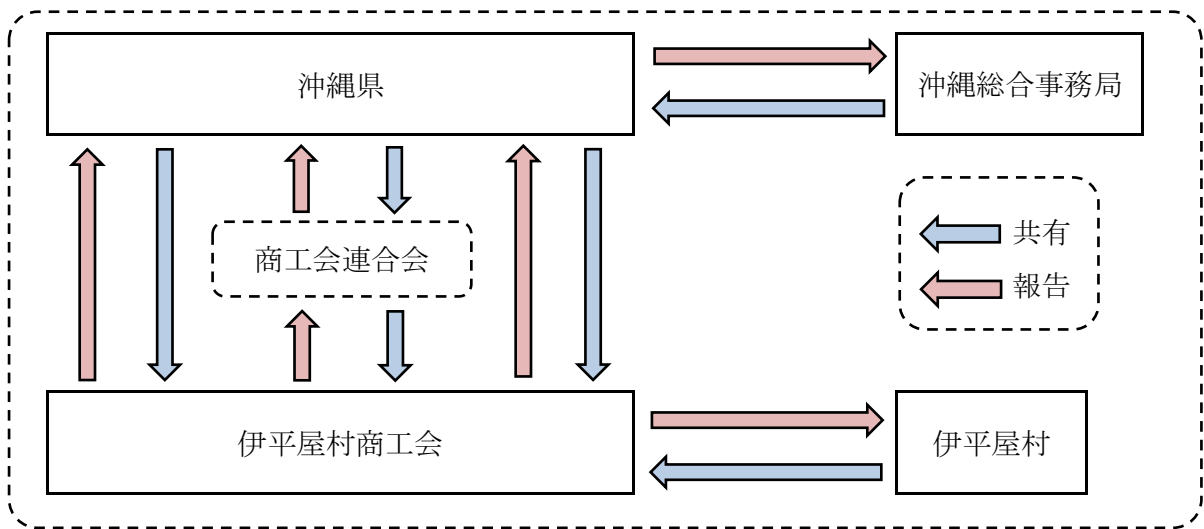 沖縄県
沖縄総合事務局
商工会連合会
共有
報告
伊平屋村商工会
伊平屋村